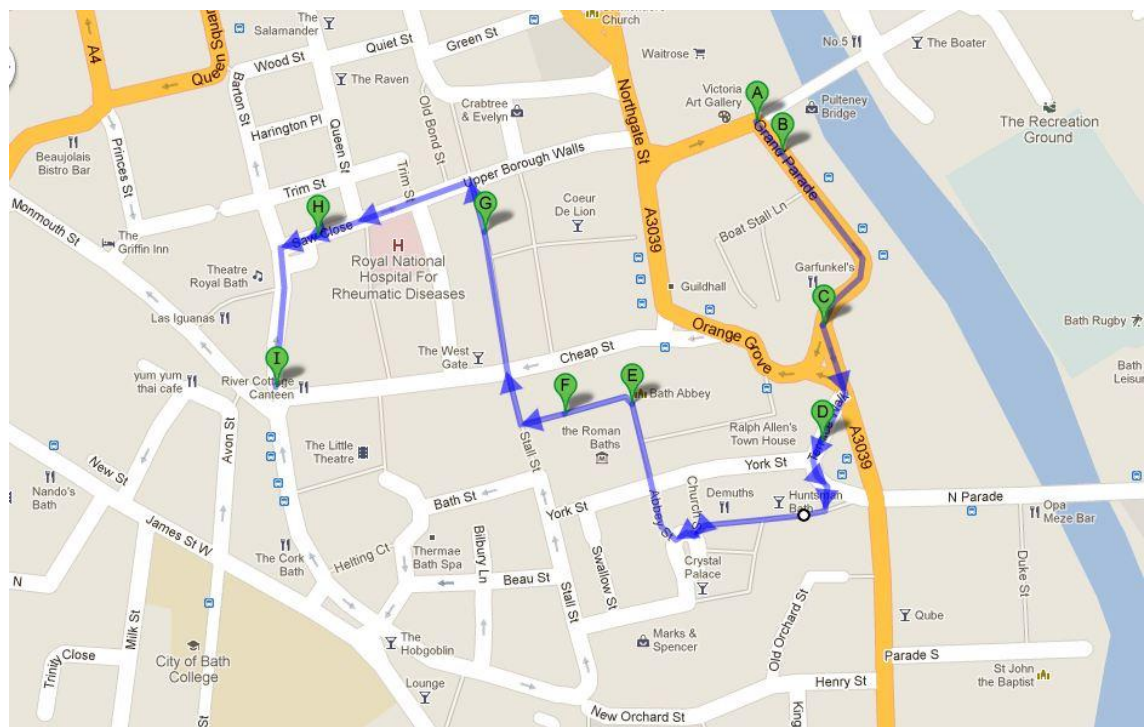 The
Salamander
Church
Green St
Quiet St
Wood St
Waitrose
No.5
The Boater
A4
Barton St
The Raven
Old Bond St
Northgate St
Victoria
Art Gallery
A
Pulteney
Bridge
B
Grand Parade
The Recreation
Ground
Crabtree
& Evelyn
Harington Pl
Queen St
Beaujolais
Bistro Bar
Princes St
Trim St
Trim St
Upper Borough Walls
Monmouth St
H
G
Saw Close
Coeur
De Lion
A3039
Boat Stall Ln
The
Griffin Inn
H
Royal National
Hospital For
Rheumatic Diseases
Theatre
Royal Bath
Garfunkel's
Guildhall
C
Las Iguanas
Orange Grove
Bath Rugby
The West
Gate
Cheap St
I
yum yum
thai cafe
River Cottage
Canteen
F
E
Bath Abbey
Bath
Leisu
Avon St
the Roman
Baths
Ralph Allen's
Town House
D
A3039
The Little
Theatre
Stall St
York St
New St
Nando's
Bath
Bath St
York St
Church St
Abbey St
Demuths
Huntsman
Bath
N Parade
Opa
Meze Bar
James St W
The Cork
Bath
Hetling Ct
Thermae
Bath Spa
Bilbury Ln
Swallow St
Crystal
Palace
Beau St
Stall St
Duke St
N
Milk St
Old Orchard St
Qube
City of Bath
College
The
Hobgoblin
Marks &
Spencer
Trinity Close
Parade S
St John
the Baptist
Lounge
Henry St
New Orchard St
King
St